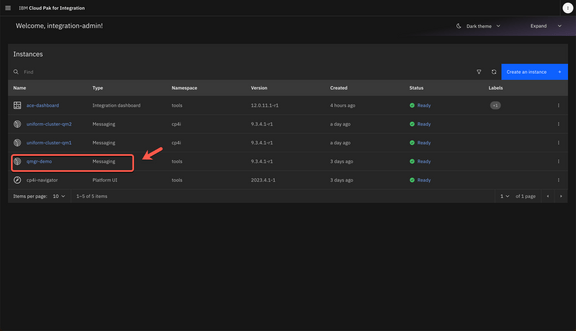 IBM Cloud Pak for Integration
Welcome, integration-admin!
Dark theme
Expand
Instances
Find
Create an instance +
Name Type Namespace Version Created Status Labels
ace-dashboard Integration dashboard tools 12.0.11.1-r1 4 hours ago Ready +1
uniform-cluster-qm2 Messaging cp4i 9.3.4.1-r1 a day ago Ready
uniform-cluster-qm1 Messaging cp4i 9.3.4.1-r1 a day ago Ready
qmgr-demo Messaging tools 9.3.4.1-r1 3 days ago Ready
cp4i-navigator Platform UI tools 2023.4.1-1 3 days ago Ready
Items per page: 10 1–5 of 5 items 1 of 1 page